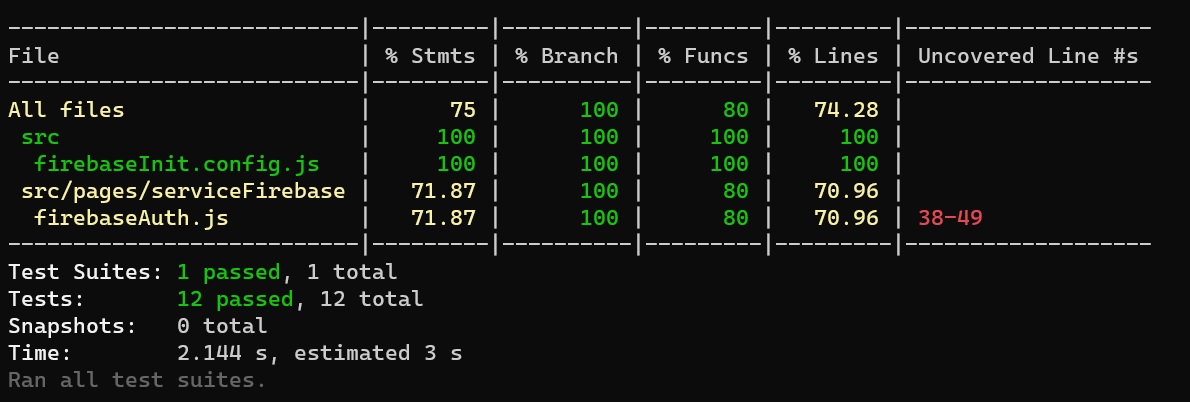 ---------------------------|---------|----------|---------|---------|-------------------
File                       | % Stmts | % Branch | % Funcs | % Lines | Uncovered Line #s
---------------------------|---------|----------|---------|---------|-------------------
All files                  |      75 |      100 |      80 |   74.28 |
 src                       |     100 |      100 |     100 |     100 |
  firebaseInit.config.js   |     100 |      100 |     100 |     100 |
 src/pages/serviceFirebase |   71.87 |      100 |      80 |   70.96 |
  firebaseAuth.js          |   71.87 |      100 |      80 |   70.96 | 38-49
---------------------------|---------|----------|---------|---------|-------------------
Test Suites: 1 passed, 1 total
Tests:       12 passed, 12 total
Snapshots:   0 total
Time:        2.144 s, estimated 3 s
Ran all test suites.